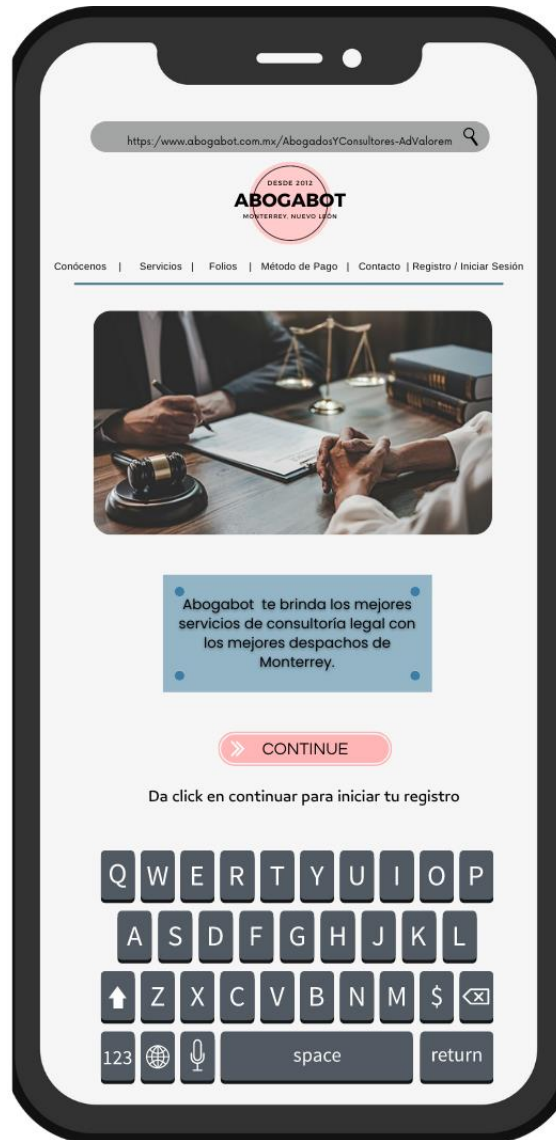 https:/www.abogabot.com.mx/AbogadosYConsultores-AdValorem
DESDE 2012
ABOGABOT
MONTERREY, NUEVO LEÓN
Conócenos | Servicios | Folios | Método de Pago | Contacto | Registro / Iniciar Sesión
Abogabot te brinda los mejores
servicios de consultoría legal con
los mejores despachos de
Monterrey.
CONTINUE
Da click en continuar para iniciar tu registro
Q W E R T Y U I O P
A S D F G H J K L
Z X C V B N M $
123 space return